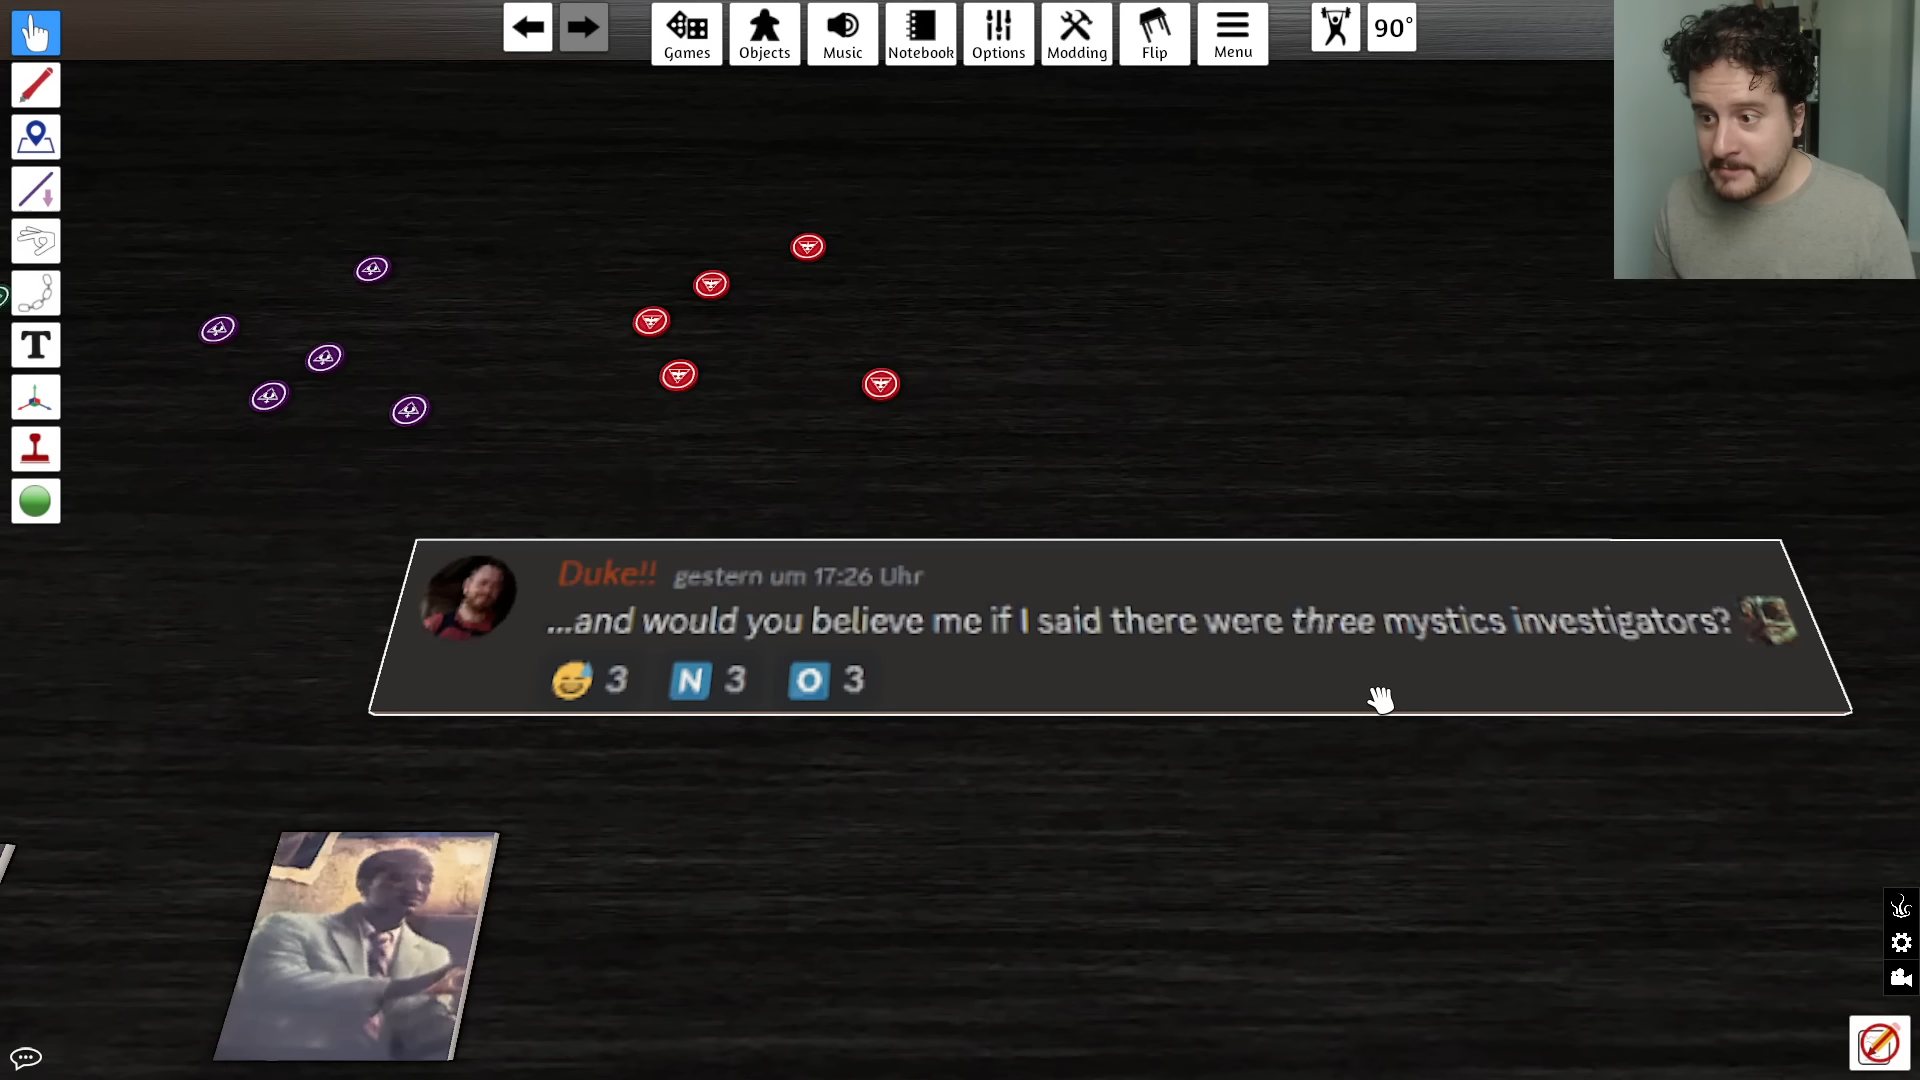 Games
Objects
Music
Notebook
Options
Modding
Flip
Menu
90°
T
Duke!! gestern um 17:26 Uhr
...and would you believe me if I said there were three mystics investigators?
3 N 3 O 3